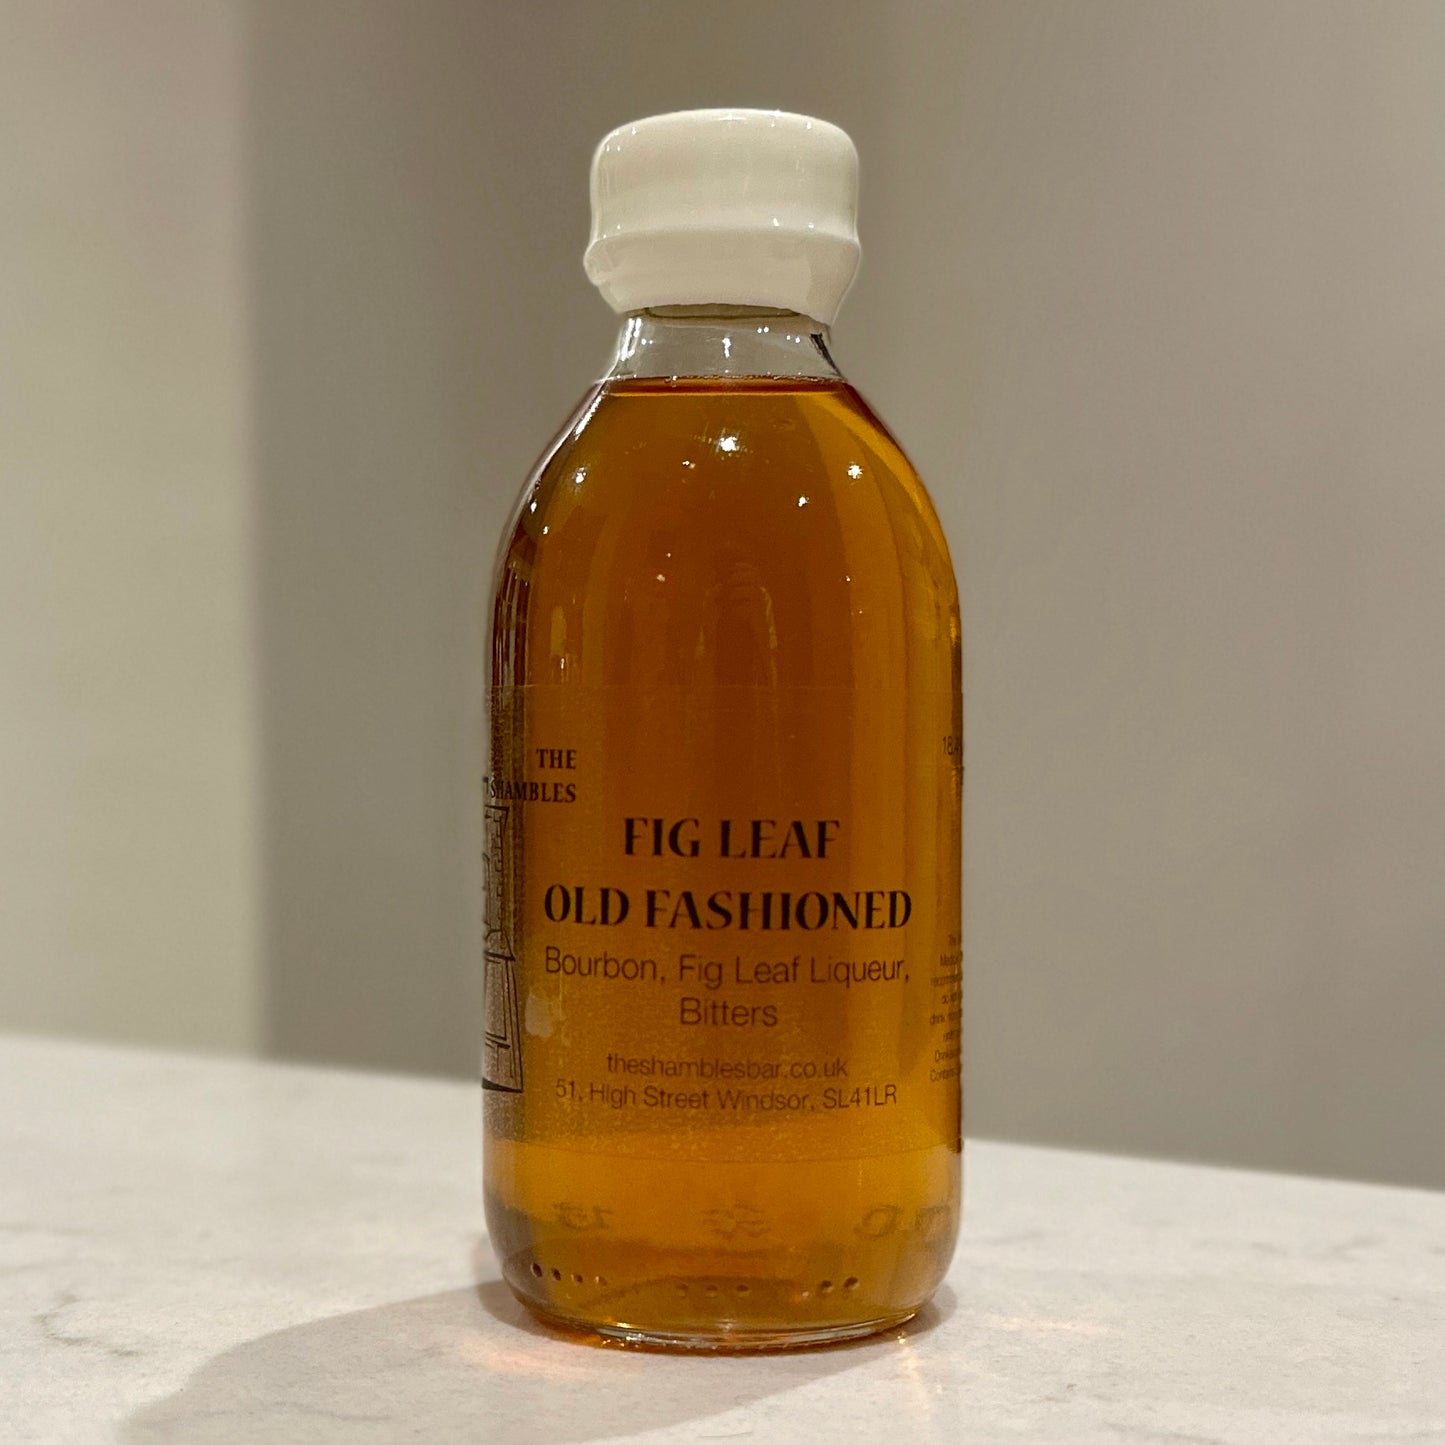 THE
SHAMBLES
FIG LEAF
OLD FASHIONED
Bourbon, Fig Leaf Liqueur,
Bitters
theshamblesbar.co.uk
51, High Street Windsor, SL41LR